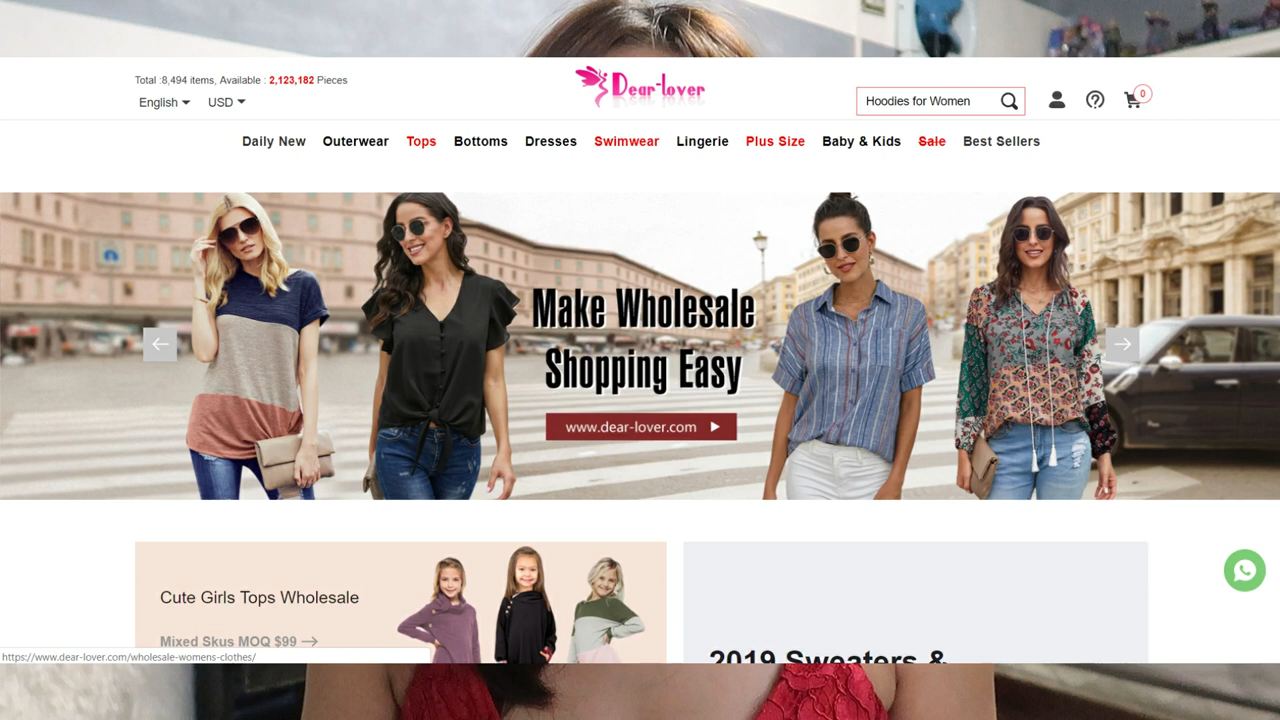 Total :8,494 items, Available : 2,123,182 Pieces
English USD
Dear-lover
Hoodies for Women
0
Daily New Outerwear Tops Bottoms Dresses Swimwear Lingerie Plus Size Baby & Kids Sale Best Sellers
Make Wholesale
Shopping Easy
www.dear-lover.com
Cute Girls Tops Wholesale
Mixed Skus MOQ $99
2019 Sweaters &
https://www.dear-lover.com/wholesale-womens-clothes/